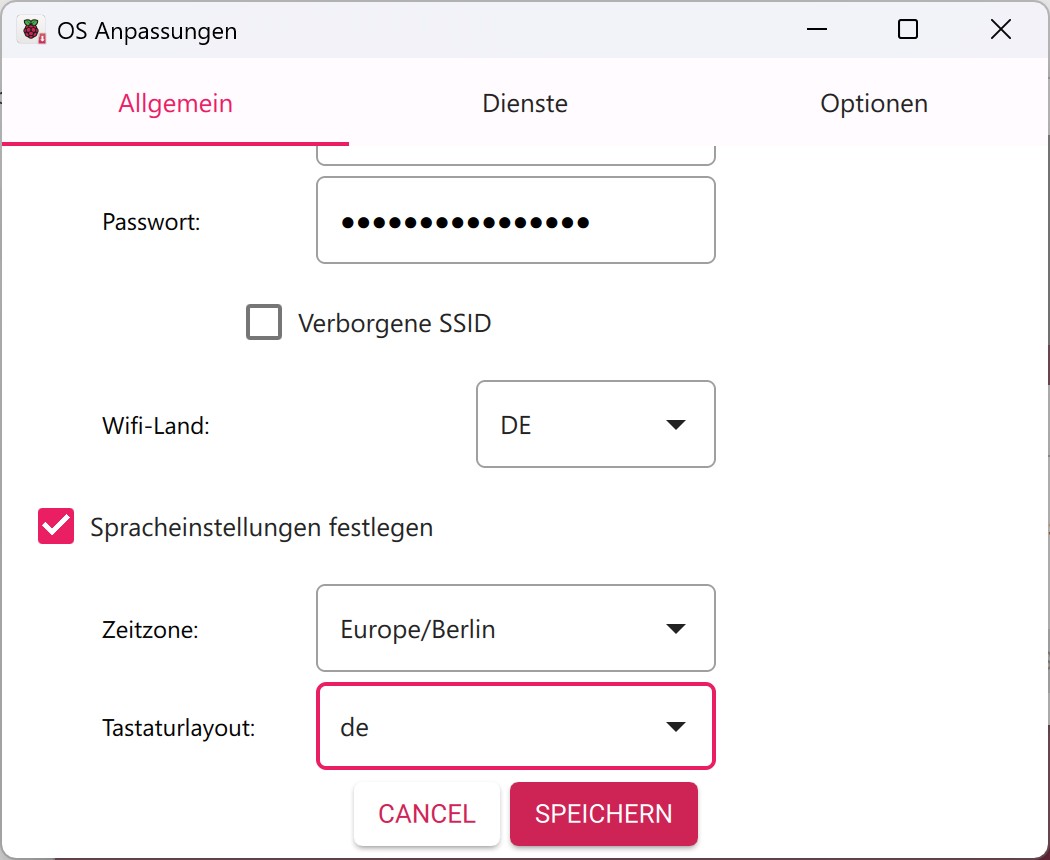 OS Anpassungen
Allgemein
Dienste
Optionen
Passwort:
••••••••••••••••
Verborgene SSID
Wifi-Land:
DE
Spracheinstellungen festlegen
Zeitzone:
Europe/Berlin
Tastaturlayout:
de
CANCEL
SPEICHERN